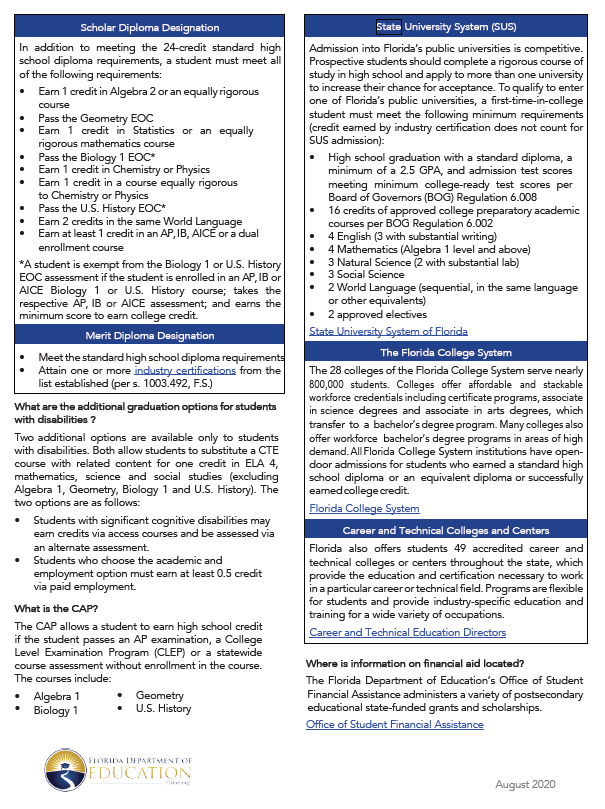 Scholar Diploma Designation
In addition to meeting the 24-credit standard high
school diploma requirements, a student must meet all
of the following requirements:
• Earn 1 credit in Algebra 2 or an equally rigorous
course
• Pass the Geometry EOC
• Earn 1 credit in Statistics or an equally
rigorous mathematics course
• Pass the Biology 1 EOC*
• Earn 1 credit in Chemistry or Physics
• Earn 1 credit in a course equally rigorous
to Chemistry or Physics
• Pass the U.S. History EOC*
• Earn 2 credits in the same World Language
• Earn at least 1 credit in an AP, IB, AICE or a dual
enrollment course
*A student is exempt from the Biology 1 or U.S. History
EOC assessment if the student is enrolled in an AP, IB or
AICE Biology 1 or U.S. History course; takes the
respective AP, IB or AICE assessment; and earns the
minimum score to earn college credit.
Merit Diploma Designation
• Meet the standard high school diploma requirements
• Attain one or more industry certifications from the
list established (per s. 1003.492, F.S.)
What are the additional graduation options for students
with disabilities ?
Two additional options are available only to students
with disabilities. Both allow students to substitute a CTE
course with related content for one credit in ELA 4,
mathematics, science and social studies (excluding
Algebra 1, Geometry, Biology 1 and U.S. History). The
two options are as follows:
• Students with significant cognitive disabilities may
earn credits via access courses and be assessed via
an alternate assessment.
• Students who choose the academic and
employment option must earn at least 0.5 credit
via paid employment.
What is the CAP?
The CAP allows a student to earn high school credit
if the student passes an AP examination, a College
Level Examination Program (CLEP) or a statewide
course assessment without enrollment in the course.
The courses include:
• Algebra 1 • Geometry
• Biology 1 • U.S. History
FLORIDA DEPARTMENT OF
EDUCATION
fldoe.org
State University System (SUS)
Admission into Florida's public universities is competitive.
Prospective students should complete a rigorous course of
study in high school and apply to more than one university
to increase their chance for acceptance. To qualify to enter
one of Florida's public universities, a first-time-in-college
student must meet the following minimum requirements
(credit earned by industry certification does not count for
SUS admission):
• High school graduation with a standard diploma, a
minimum of a 2.5 GPA, and admission test scores
meeting minimum college-ready test scores per
Board of Governors (BOG) Regulation 6.008
• 16 credits of approved college preparatory academic
courses per BOG Regulation 6.002
• 4 English (3 with substantial writing)
• 4 Mathematics (Algebra 1 level and above)
• 3 Natural Science (2 with substantial lab)
• 3 Social Science
• 2 World Language (sequential, in the same language
or other equivalents)
• 2 approved electives
State University System of Florida
The Florida College System
The 28 colleges of the Florida College System serve nearly
800,000 students. Colleges offer affordable and stackable
workforce credentials including certificate programs, associate
in science degrees and associate in arts degrees, which
transfer to a bachelor's degree program. Many colleges also
offer workforce bachelor's degree programs in areas of high
demand. All Florida College System institutions have open-
door admissions for students who earned a standard high
school diploma or an equivalent diploma or successfully
earned college credit.
Florida College System
Career and Technical Colleges and Centers
Florida also offers students 49 accredited career and
technical colleges or centers throughout the state, which
provide the education and certification necessary to work
in a particular career or technical field. Programs are flexible
for students and provide industry-specific education and
training for a wide variety of occupations.
Career and Technical Education Directors
Where is information on financial aid located?
The Florida Department of Education's Office of Student
Financial Assistance administers a variety of postsecondary
educational state-funded grants and scholarships.
Office of Student Financial Assistance
August 2020